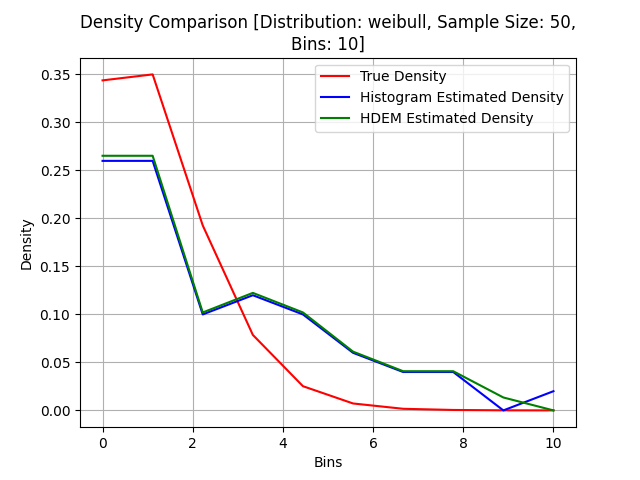 Density Comparison [Distribution: weibull, Sample Size: 50,
Bins: 10]
True Density
Histogram Estimated Density
HDEM Estimated Density
Density
0.35
0.30
0.25
0.20
0.15
0.10
0.05
0.00
0 2 4 6 8 10
Bins